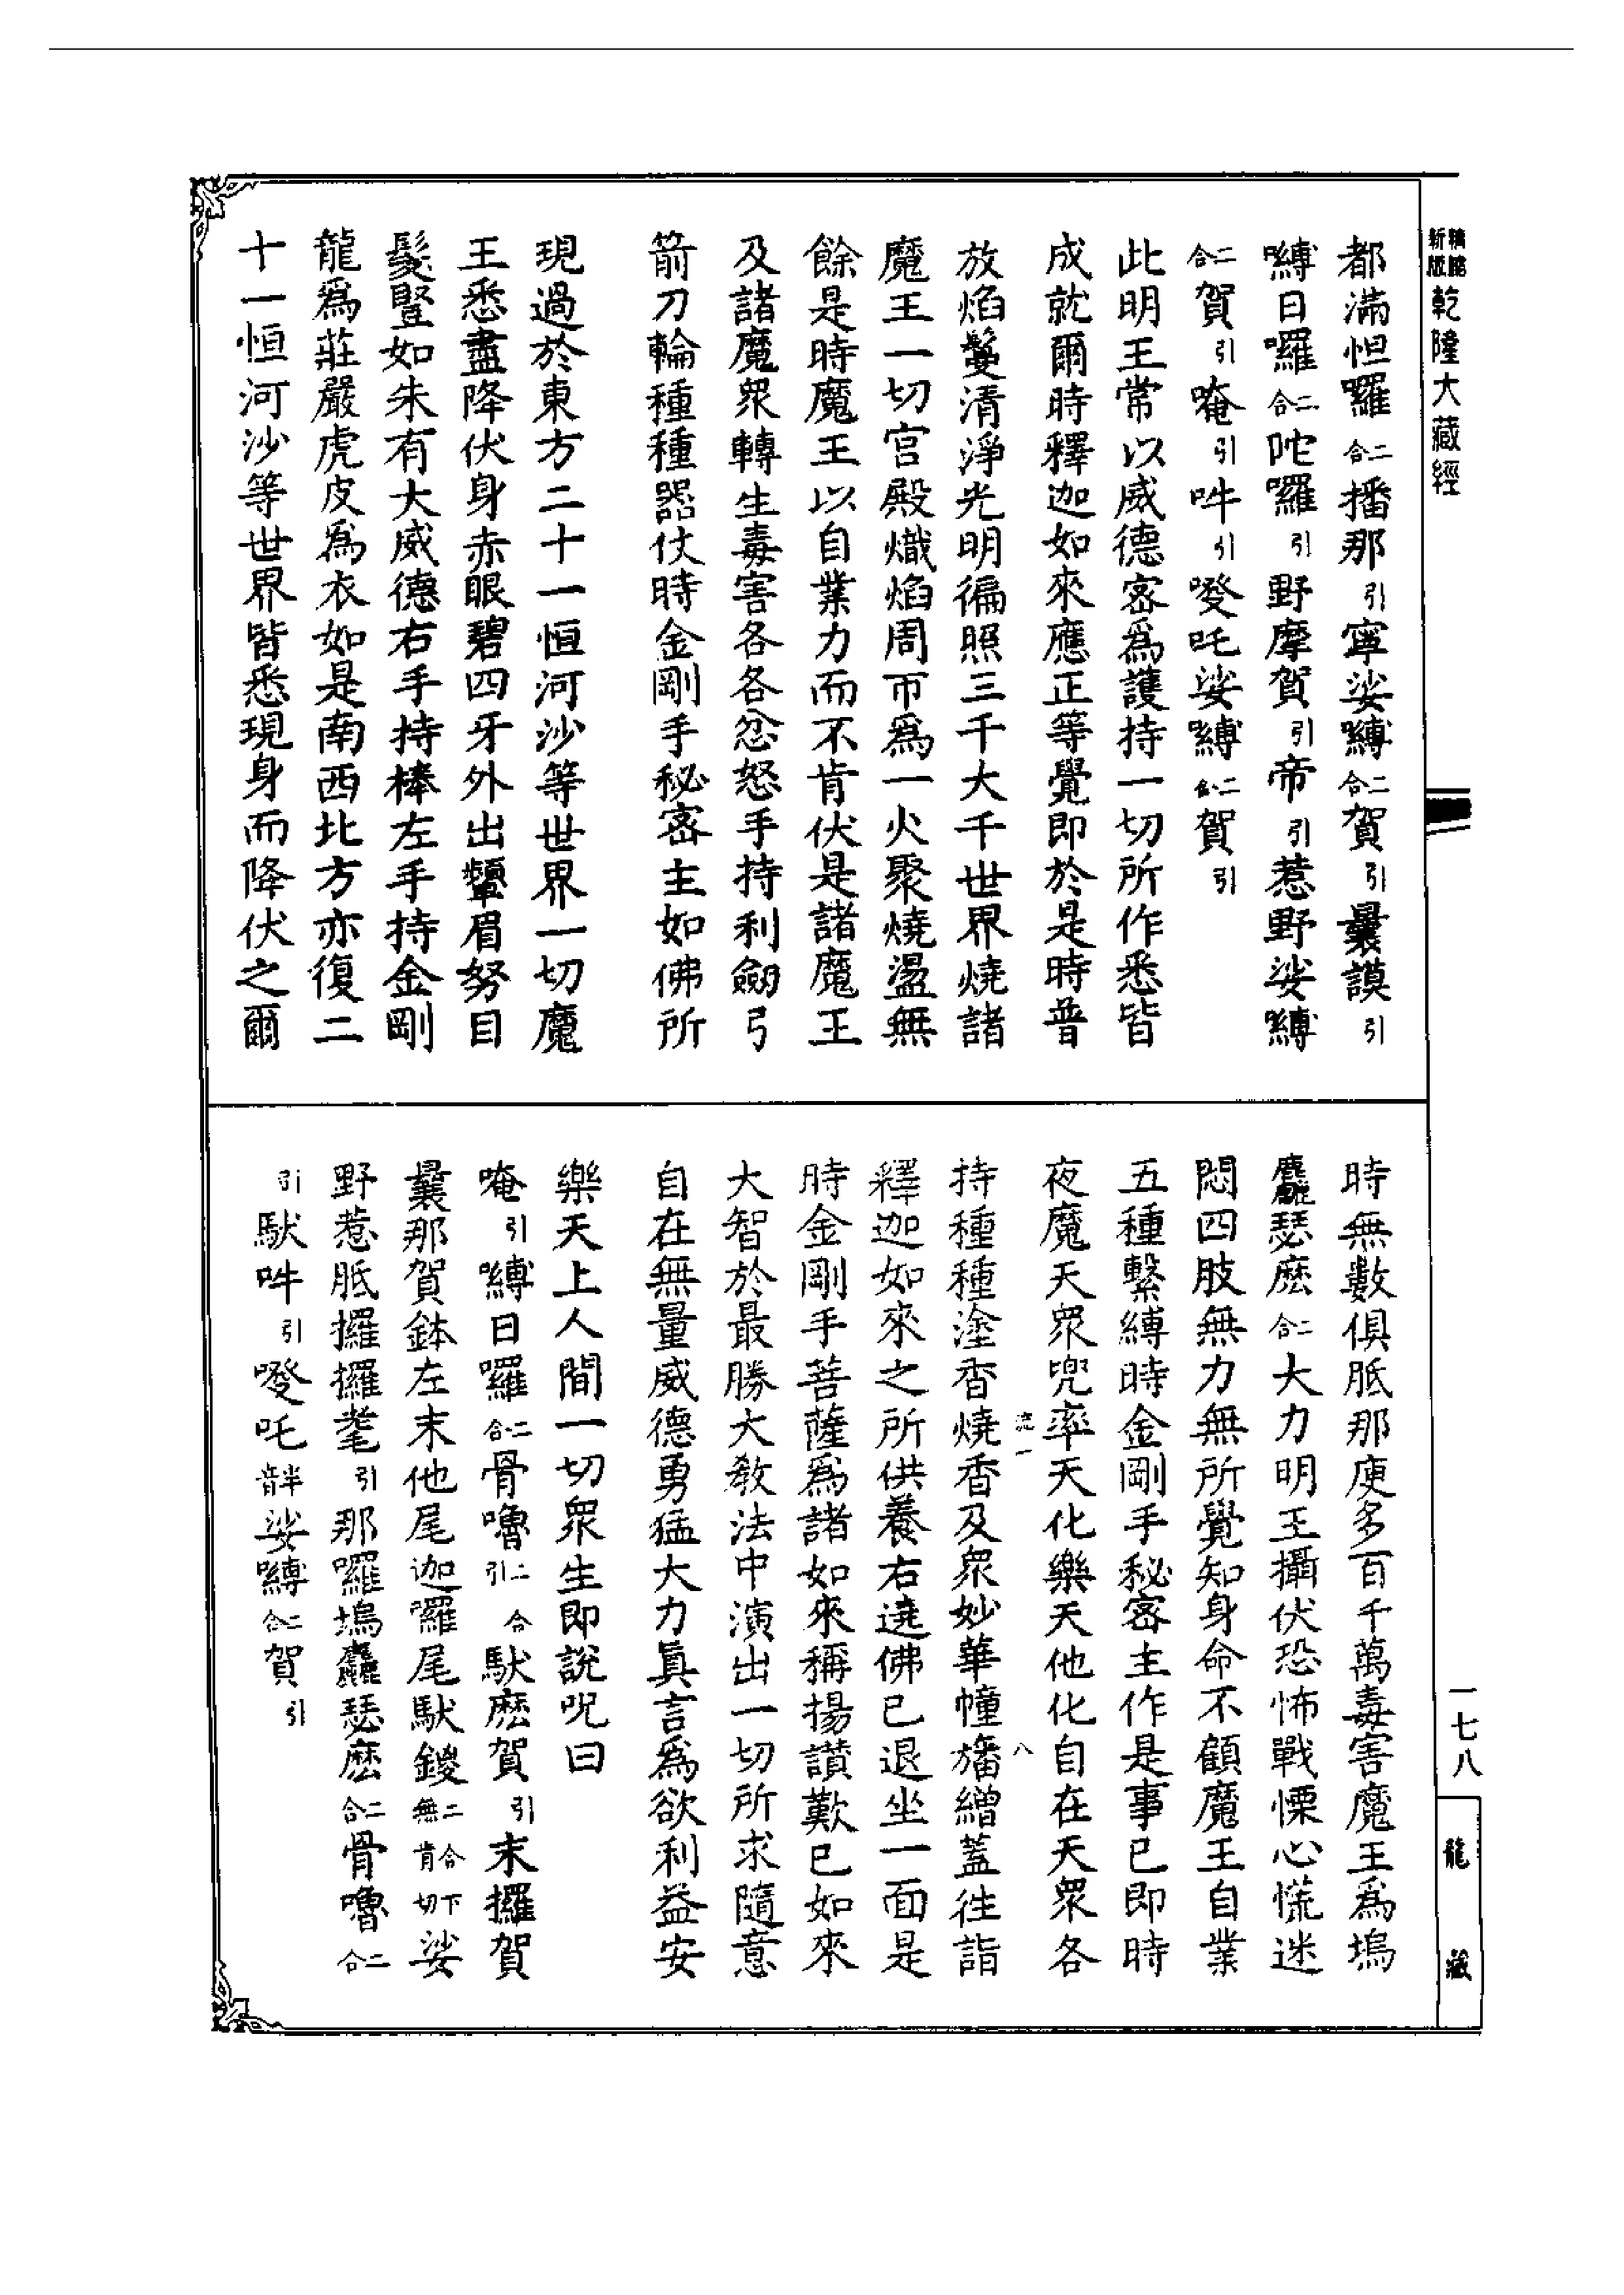 新版
精縮
乾隆大藏經
都滿怛囉二合播那引寧娑嚩二合賀引曩謨引
嚩日囉二合陀囉引野摩賀引帝引惹野娑嚩
二合賀引唵引吽引發吒娑嚩二合賀引
此明王常以威德密爲護持一切所作悉皆
成就爾時釋迦如來應正等覺即於是時普
放焰鬘清淨光明徧照三千大千世界燒諸
魔王一切宫殿熾焰周帀爲一火聚燒盪無
餘是時魔王以自業力而不肯伏是諸魔王
及諸魔衆轉生毒害各各忿怒手持利劒弓
箭刀輪種種器仗時金剛手秘密主如佛所
現過於東方二十一恒河沙等世界一切魔
王悉盡降伏身赤眼碧四牙外出顰眉努目
髮豎如朱有大威德右手持棒左手持金剛
龍爲莊嚴虎皮爲衣如是南西北方亦復二
十一恒河沙等世界皆悉現身而降伏之爾
時無數俱胝那庾多百千萬毒害魔王爲塢
麤瑟麽二合大力明王攝伏恐怖戰慄心慌迷
悶四肢無力無所覺知身命不顧魔王自業
五種繫縛時金剛手秘密主作是事已即時
夜魔天衆兜率天化樂天他化自在天衆各
持種種塗香燒香及衆妙華幢旛繒蓋往詣
釋迦如來之所供養右遶佛已退坐一面是
時金剛手菩薩爲諸如來稱揚讃歎已如來
大智於最勝大教法中演出一切所求隨意
自在無量威德勇猛大力眞言爲欲利益安
樂天上人間一切衆生即說呪曰
唵引嚩日囉二合骨嚕二合引馱麽賀引末攞賀
曩那賀鉢左末他尾迦囉尾馱鑁二合無肯切下娑
野惹胝攞攞髦引那囉塢麤瑟麽二合骨嚕二合
引馱吽引發吒半音娑嚩二合賀引
八
一七八
龍藏